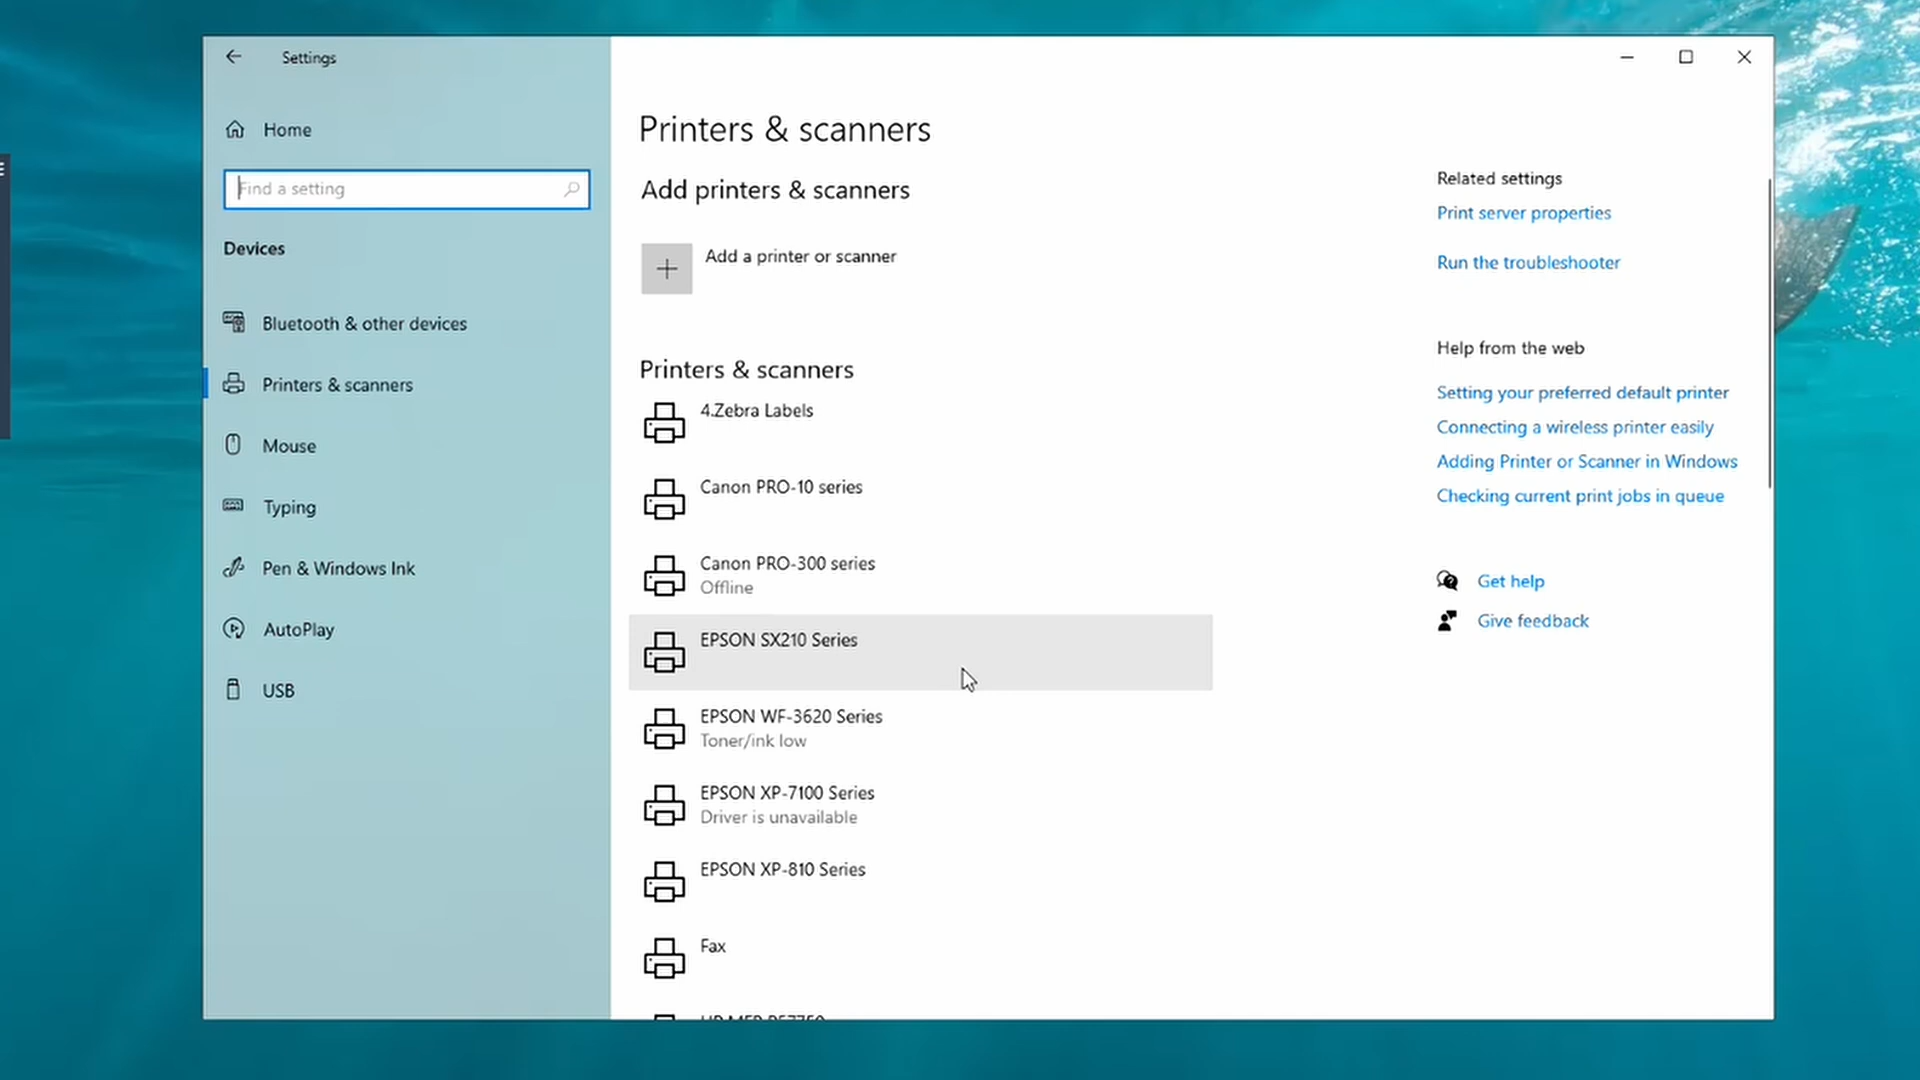 Settings
Home
Find a setting
Devices
Bluetooth & other devices
Printers & scanners
Mouse
Typing
Pen & Windows Ink
AutoPlay
USB
Printers & scanners
Add printers & scanners
Add a printer or scanner
Printers & scanners
4.Zebra Labels
Canon PRO-10 series
Canon PRO-300 series
Offline
EPSON SX210 Series
EPSON WF-3620 Series
Toner/ink low
EPSON XP-7100 Series
Driver is unavailable
EPSON XP-810 Series
Fax
Related settings
Print server properties
Run the troubleshooter
Help from the web
Setting your preferred default printer
Connecting a wireless printer easily
Adding Printer or Scanner in Windows
Checking current print jobs in queue
Get help
Give feedback